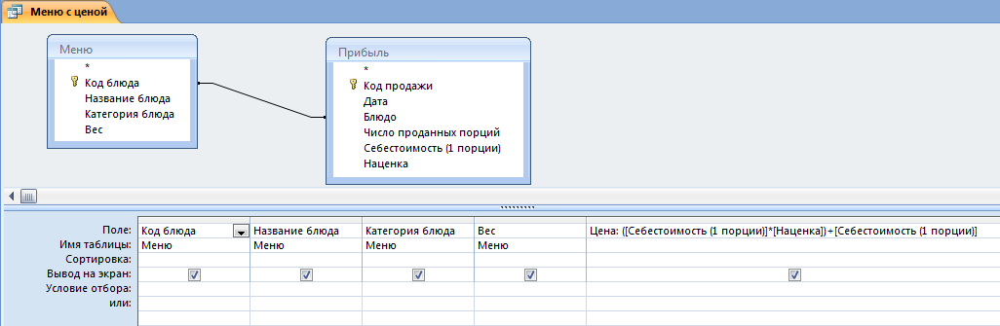 Меню с ценой
Меню
*
Код блюда
Название блюда
Категория блюда
Вес
Прибыль
*
Код продажи
Дата
Блюдо
Число проданных порций
Себестоимость (1 порции)
Наценка
Поле: Код блюда Название блюда Категория блюда Вес Цена: ([Себестоимость (1 порции)]*[Наценка])+[Себестоимость (1 порции)]
Имя таблицы: Меню Меню Меню Меню
Сортировка:
Вывод на экран:
Условие отбора:
или: